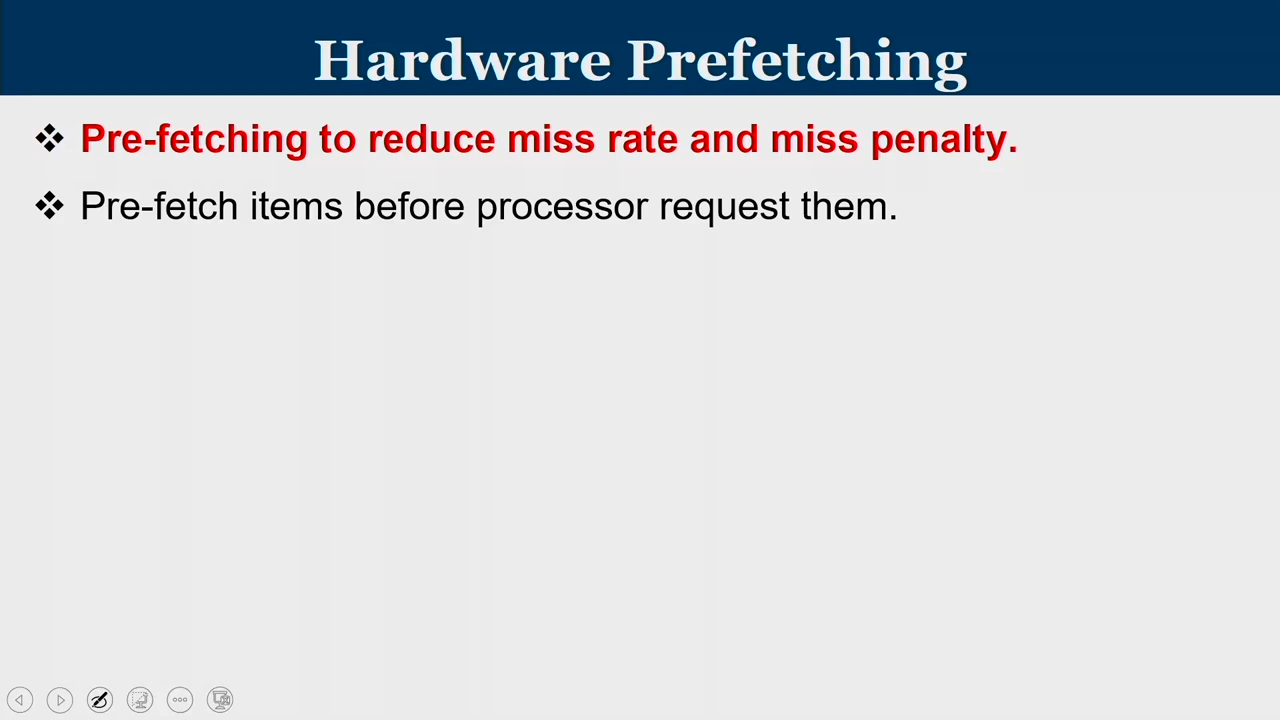 Hardware Prefetching
Pre-fetching to reduce miss rate and miss penalty.
Pre-fetch items before processor request them.